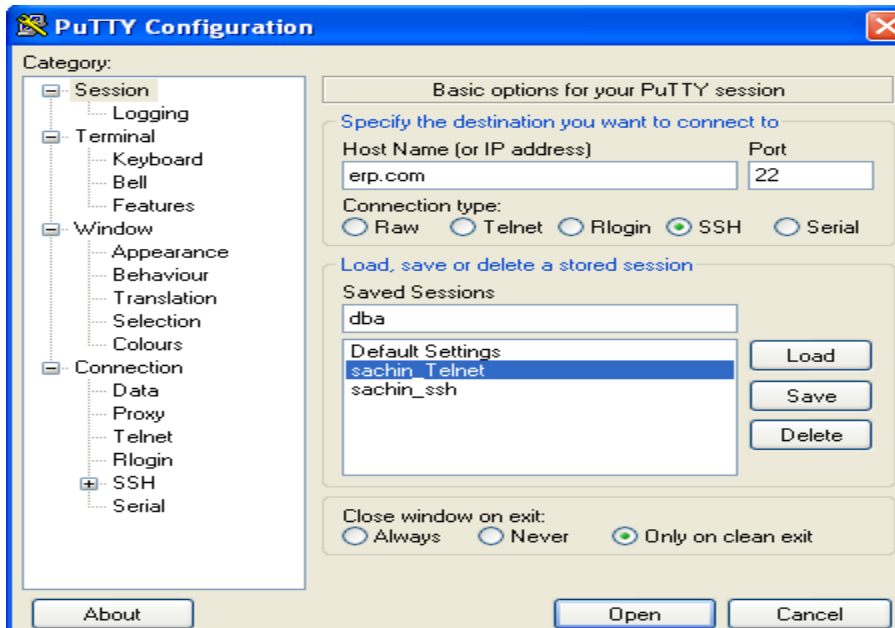 PuTTY Configuration
Category:
Session
Logging
Terminal
Keyboard
Bell
Features
Window
Appearance
Behaviour
Translation
Selection
Colours
Connection
Data
Proxy
Telnet
Rlogin
SSH
Serial
Basic options for your PuTTY session
Specify the destination you want to connect to
Host Name (or IP address) Port
erp.com 22
Connection type:
Raw Telnet Rlogin SSH Serial
Load, save or delete a stored session
Saved Sessions
dba
Default Settings
sachin_Telnet
sachin_ssh
Load
Save
Delete
Close window on exit:
Always Never Only on clean exit
About Open Cancel